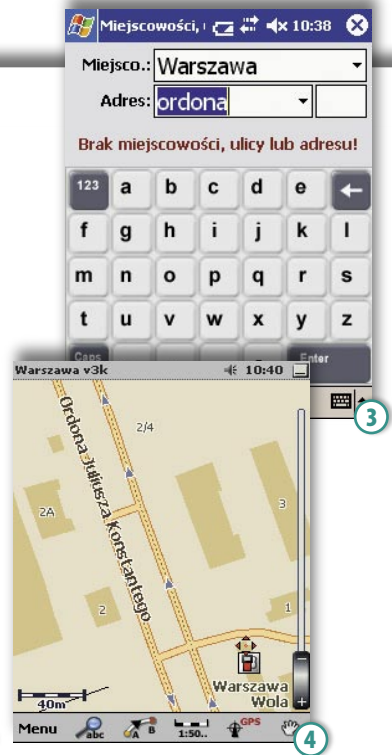 Miejscowości, 10:38
Miejsco.: Warszawa
Adres: ordona
Brak miejscowości, ulicy lub adresu!
123 a b c d e
f g h i j k l
m n o p q r s
t u v w x y z
Caps Enter
3
Warszawa v3k 10:40
Ordona Juliusza Konstantego
2/4
2A
3
2
1
Warszawa
Wola
40m
Menu abc A B 1:50.. GPS
4